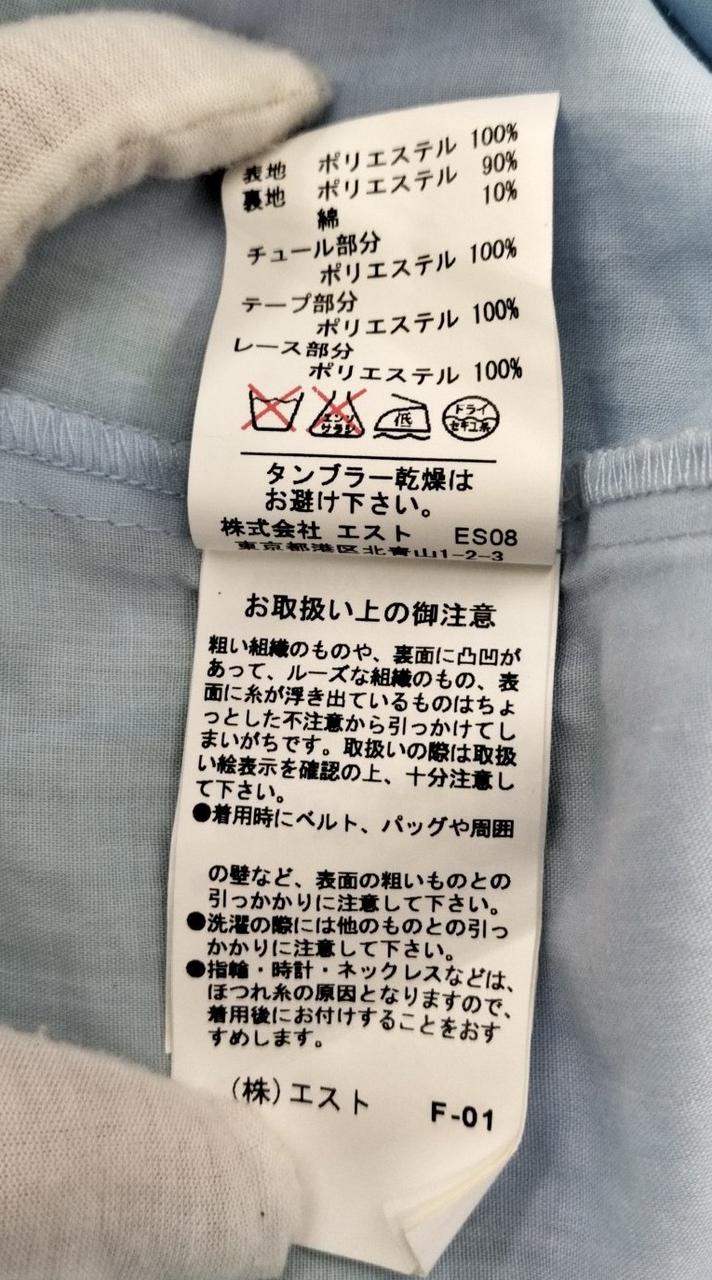 表地 ポリエステル 100%
裏地 ポリエステル 90%
綿 10%
チュール部分
ポリエステル 100%
テープ部分
ポリエステル 100%
レース部分
ポリエステル 100%
エンソ サラシ 低 ドライ セキユ系
タンブラー乾燥は
お避け下さい。
株式会社 エスト ES08
東京都港区北青山1-2-3
お取扱い上の御注意
粗い組織のものや、裏面に凸凹が
あって、ルーズな組織のもの、表
面に糸が浮き出ているものはちょ
っとした不注意から引っかけてし
まいがちです。取扱いの際は取扱
い絵表示を確認の上、十分注意し
て下さい。
●着用時にベルト、バッグや周囲
の壁など、表面の粗いものとの
引っかかりに注意して下さい。
●洗濯の際には他のものとの引っ
かかりに注意して下さい。
●指輪・時計・ネックレスなどは、
ほつれ糸の原因となりますので、
着用後にお付けすることをおす
すめします。
(株)エスト F-01